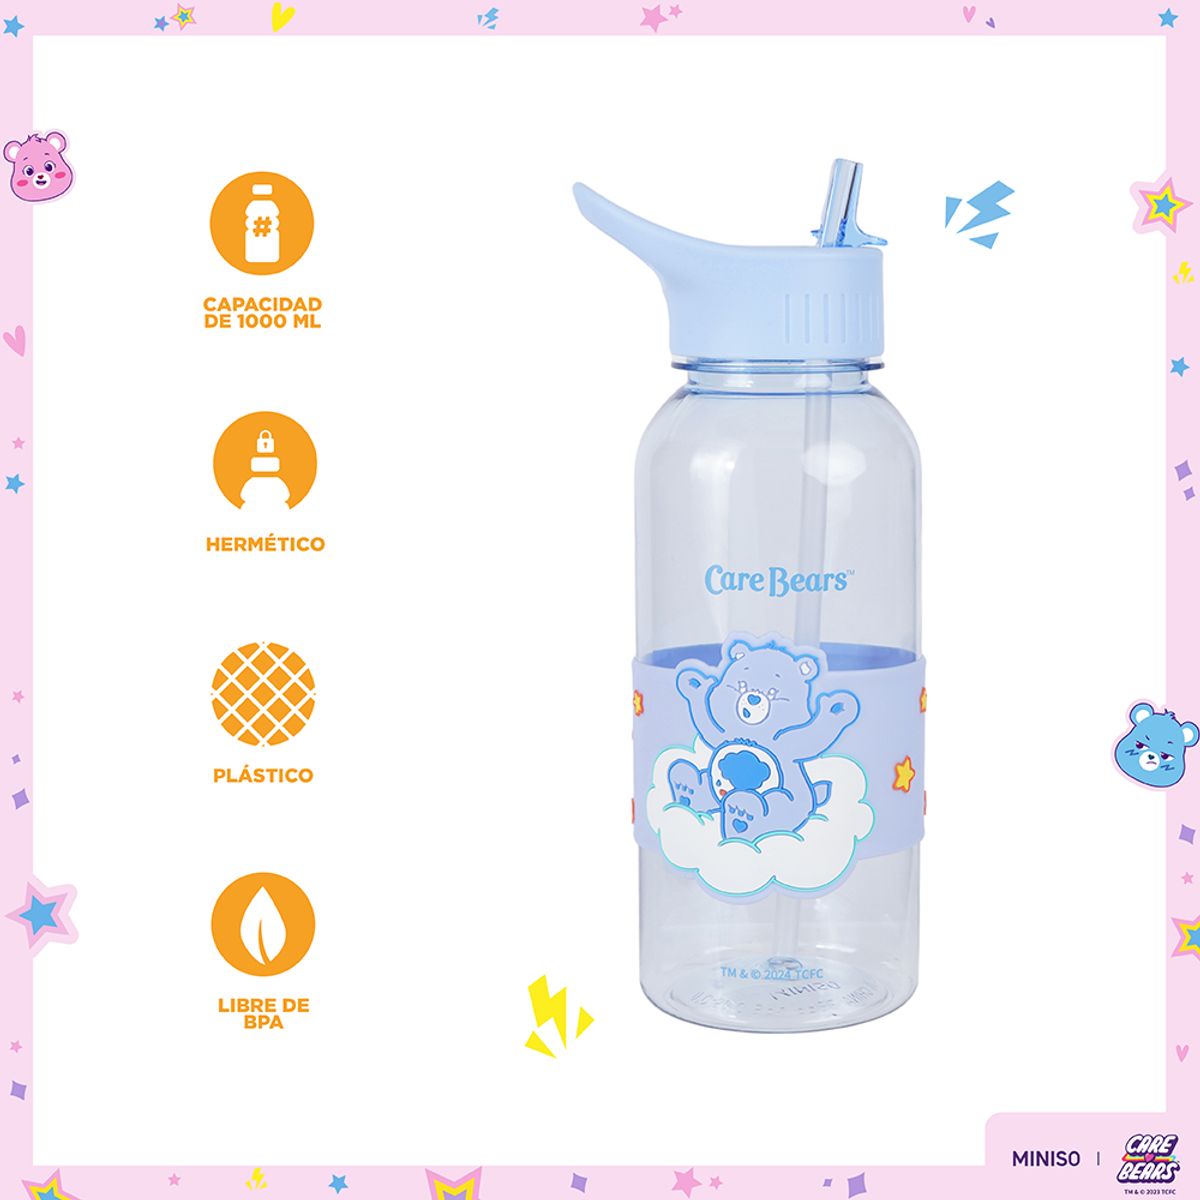 CAPACIDAD
DE 1000 ML
HERMÉTICO
PLÁSTICO
LIBRE DE
BPA
Care Bears™
TM & © 2024 TCFC
MINISO
CARE
BEARS
TM & © 2023 TCFC